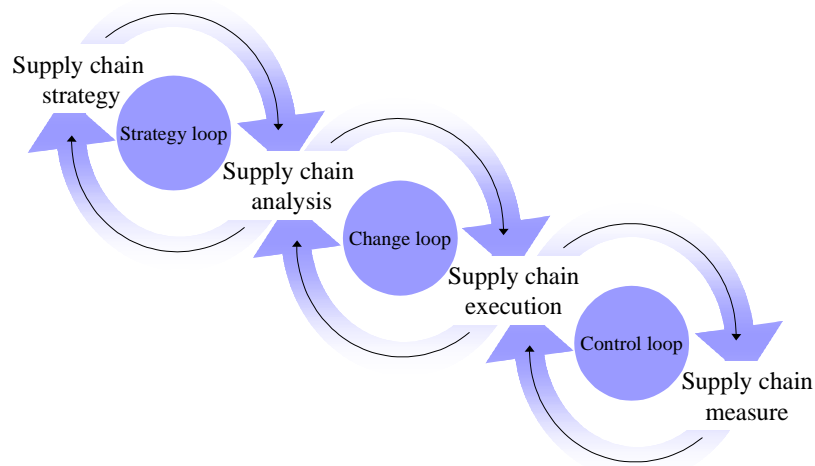 Supply chain
strategy
Strategy loop
Supply chain
analysis
Change loop
Supply chain
execution
Control loop
Supply chain
measure